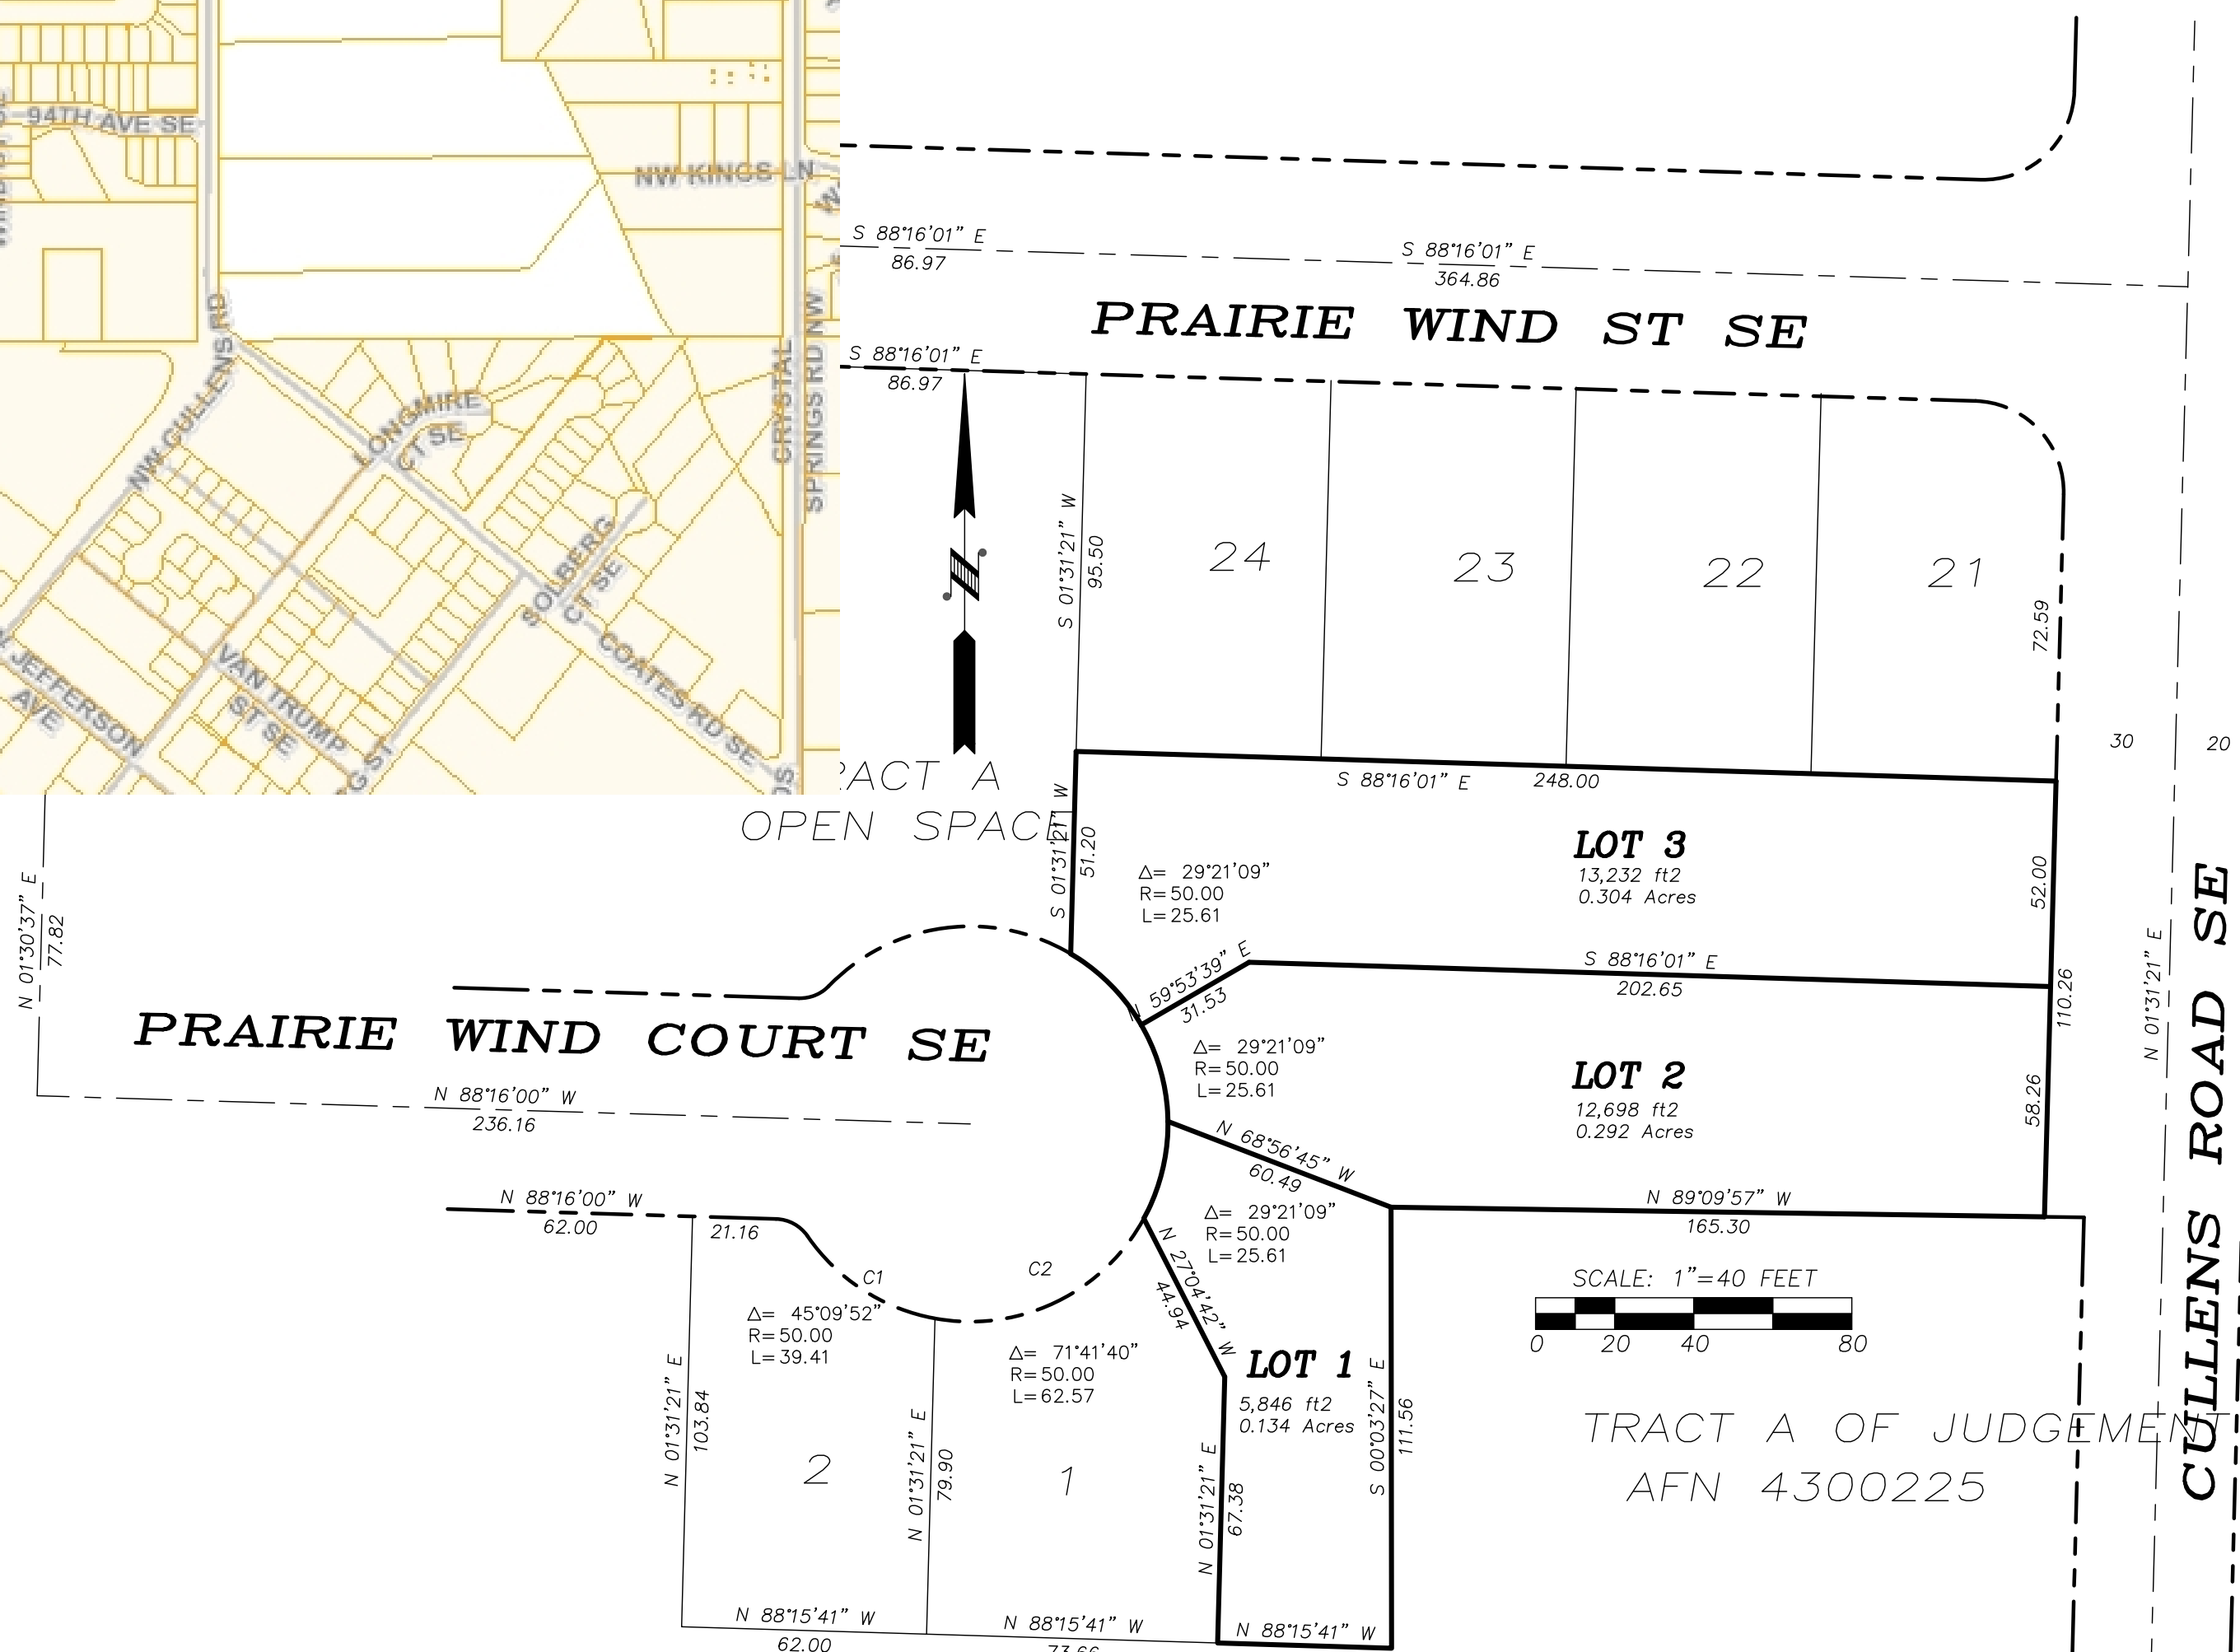 94TH AVE SE
NW KINGS LN
NW CULLENS RD
LONGMIRE
CT SE
CRYSTAL
SPRINGS RD NW
SOLBERG
CT SE
COATES RD SE
VAN TRUMP
ST SE
JEFFERSON
AVE
G ST
S 88°16'01" E
86.97
S 88°16'01" E
364.86
PRAIRIE WIND ST SE
S 88°16'01" E
86.97
S 01°31'21" W
95.50
24
23
22
21
72.59
30
20
ACT A
OPEN SPACE
S 88°16'01" E 248.00
S 01°31'21" W
51.20
LOT 3
13,232 ft2
0.304 Acres
Δ= 29°21'09"
R=50.00
L=25.61
52.00
N 01°30'37" E
77.82
N 59°53'39" E
31.53
S 88°16'01" E
202.65
110.26
N 01°31'21" E
CULLENS ROAD SE
PRAIRIE WIND COURT SE
Δ= 29°21'09"
R=50.00
L=25.61
LOT 2
12,698 ft2
0.292 Acres
58.26
N 88°16'00" W
236.16
N 68°56'45" W
60.49
N 88°16'00" W
62.00
21.16
N 89°09'57" W
165.30
Δ= 29°21'09"
R=50.00
L=25.61
C1
C2
N 27°04'42" W
44.94
SCALE: 1"=40 FEET
0 20 40 80
Δ= 45°09'52"
R=50.00
L=39.41
Δ= 71°41'40"
R=50.00
L=62.57
LOT 1
5,846 ft2
0.134 Acres
N 01°31'21" E
103.84
N 01°31'21" E
79.90
N 01°31'21" E
67.38
S 00°03'27" E
111.56
2
1
TRACT A OF JUDGEMENT
AFN 4300225
N 88°15'41" W
62.00
N 88°15'41" W
73.66
N 88°15'41" W